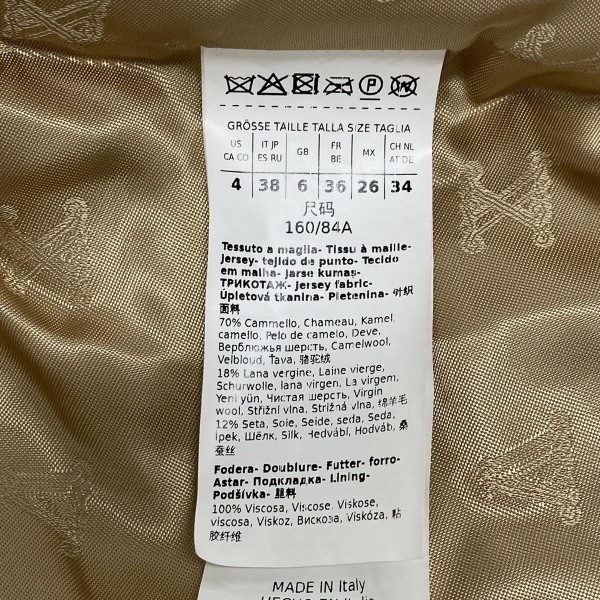 GRÖSSE TAILLE TALLA SIZE TAGLIA
US CA CO IT JP ES RU GB FR BE MX CH NL AT DE
4 38 6 36 26 34
尺码
160/84A
Tessuto a maglia- Tissu à maille-
Jersey- tejido de punto- Tecido
em malha- Jarse kumaş-
ТРИКОТАЖ- Jersey fabric-
Úpletová tkanina- Pletenina- 针织
面料
70% Cammello, Chameau, Kamel,
camello, Pelo de camelo, Deve,
Верблюжья шерсть, Camelwool,
Velbloud, Ťava, 骆驼绒
18% Lana vergine, Laine vierge,
Schurwolle, lana virgen, La virgem,
Yeni yün, Чистая шерсть, Virgin
wool, Střižní vlna, Strižná vlna, 绵羊毛
12% Seta, Soie, Seide, seda, Seda,
İpek, Шёлк, Silk, Hedvábí, Hodváb, 桑
蚕丝
Fodera- Doublure- Futter- forro-
Astar- Подкладка- Lining-
Podšívka- 里料
100% Viscosa, Viscose, Viskose,
viscosa, Viskoz, Вискоза, Viskóza, 粘
胶纤维
MADE IN Italy
HECHO EN Italy